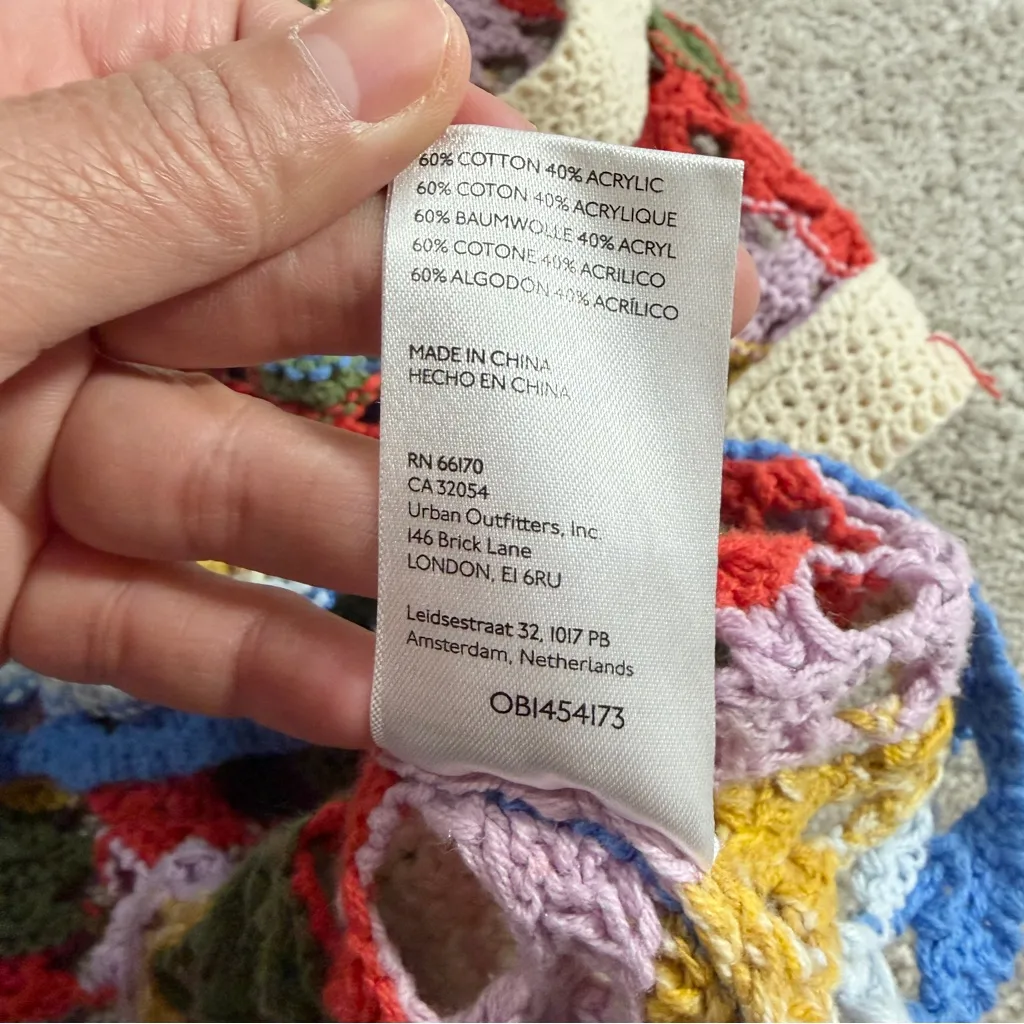 60% COTTON 40% ACRYLIC
60% COTON 40% ACRYLIQUE
60% BAUMWOLLE 40% ACRYL
60% COTONE 40% ACRILICO
60% ALGODÓN 40% ACRÍLICO
MADE IN CHINA
HECHO EN CHINA
RN 66170
CA 32054
Urban Outfitters, Inc.
146 Brick Lane
LONDON, E1 6RU
Leidsestraat 32, 1017 PB
Amsterdam, Netherlands
OB1454173